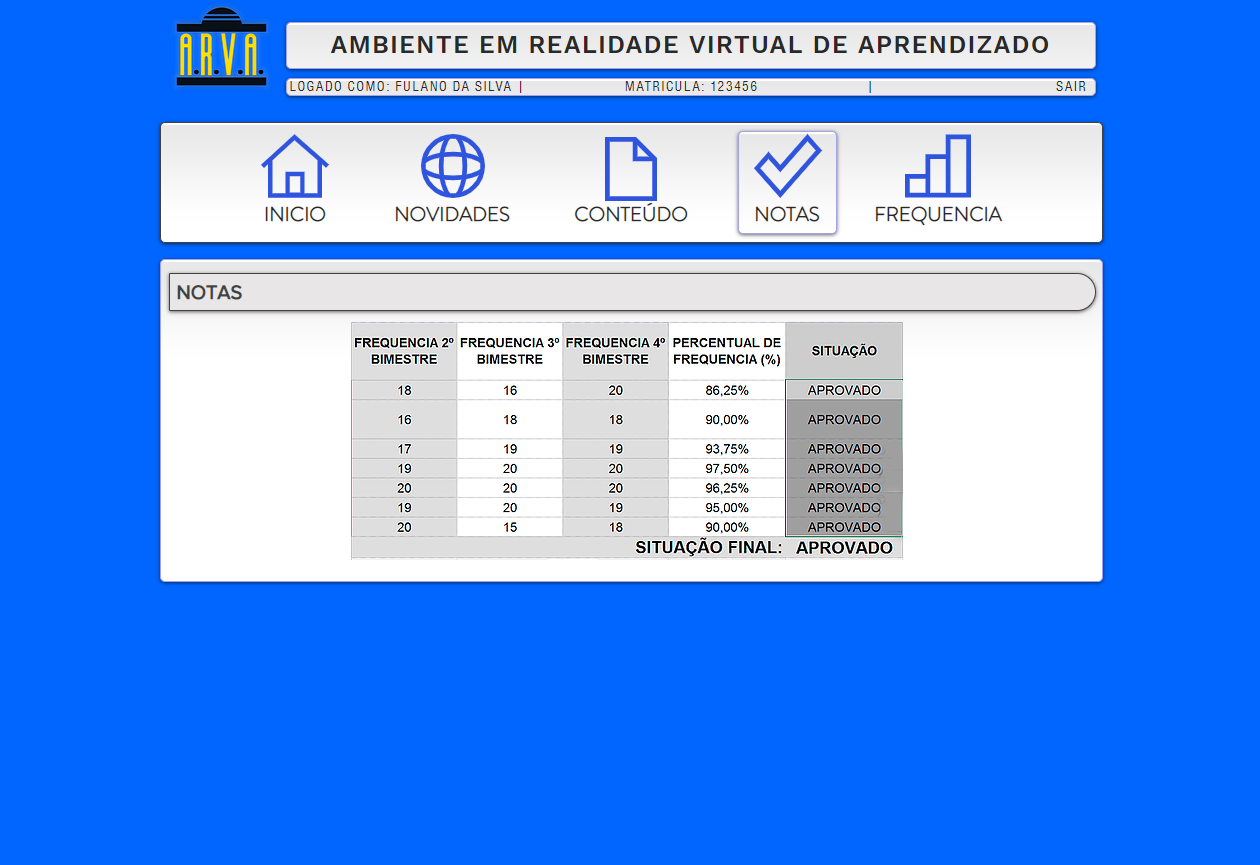 A.R.V.A.
AMBIENTE EM REALIDADE VIRTUAL DE APRENDIZADO
LOGADO COMO: FULANO DA SILVA | MATRICULA: 123456 | SAIR
INICIO NOVIDADES CONTEÚDO NOTAS FREQUENCIA
NOTAS
FREQUENCIA 2º FREQUENCIA 3º FREQUENCIA 4º PERCENTUAL DE SITUAÇÃO
BIMESTRE BIMESTRE BIMESTRE FREQUENCIA (%)
18 16 20 86,25% APROVADO
16 18 18 90,00% APROVADO
17 19 19 93,75% APROVADO
19 20 20 97,50% APROVADO
20 20 20 96,25% APROVADO
19 20 19 95,00% APROVADO
20 15 18 90,00% APROVADO
SITUAÇÃO FINAL: APROVADO